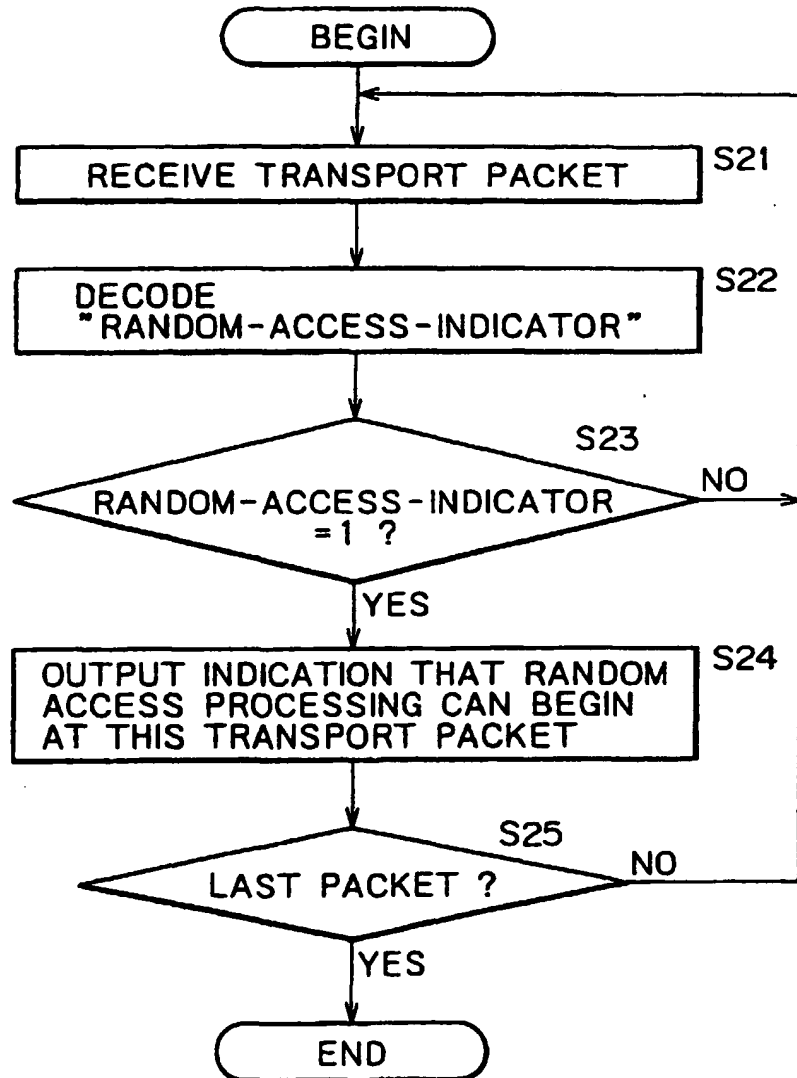 BEGIN
RECEIVE TRANSPORT PACKET
S21
DECODE
"RANDOM-ACCESS-INDICATOR"
S22
S23
RANDOM-ACCESS-INDICATOR
=1 ?
NO
YES
OUTPUT INDICATION THAT RANDOM
ACCESS PROCESSING CAN BEGIN
AT THIS TRANSPORT PACKET
S24
S25
LAST PACKET ?
NO
YES
END